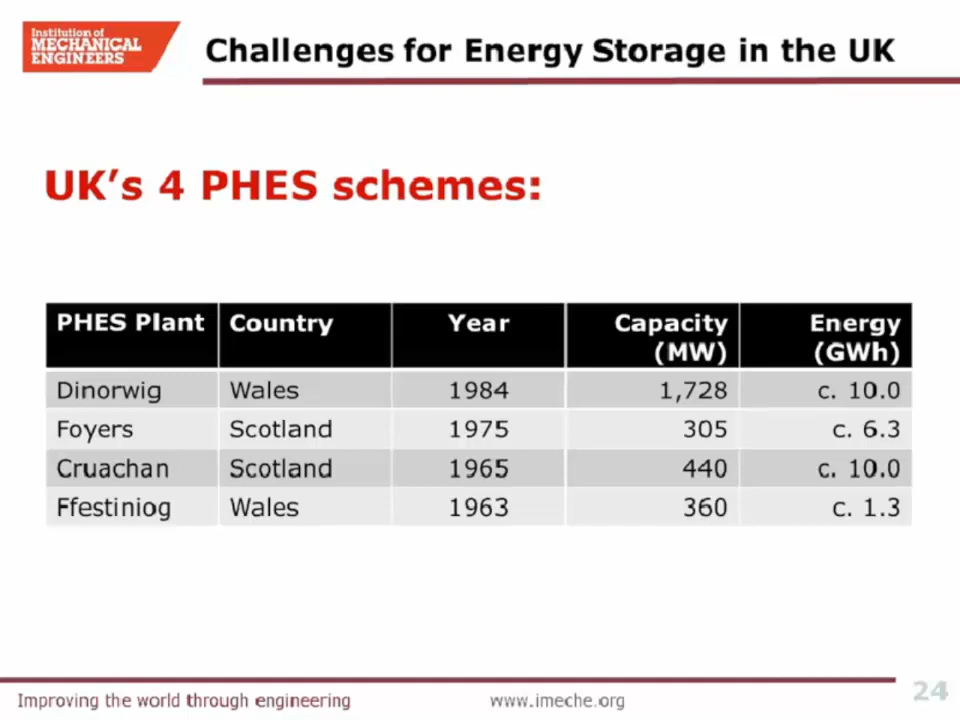 Institution of
MECHANICAL
ENGINEERS
Challenges for Energy Storage in the UK
UK's 4 PHES schemes:
PHES Plant Country Year Capacity (MW) Energy (GWh)
Dinorwig Wales 1984 1,728 c. 10.0
Foyers Scotland 1975 305 c. 6.3
Cruachan Scotland 1965 440 c. 10.0
Ffestiniog Wales 1963 360 c. 1.3
Improving the world through engineering www.imeche.org 24